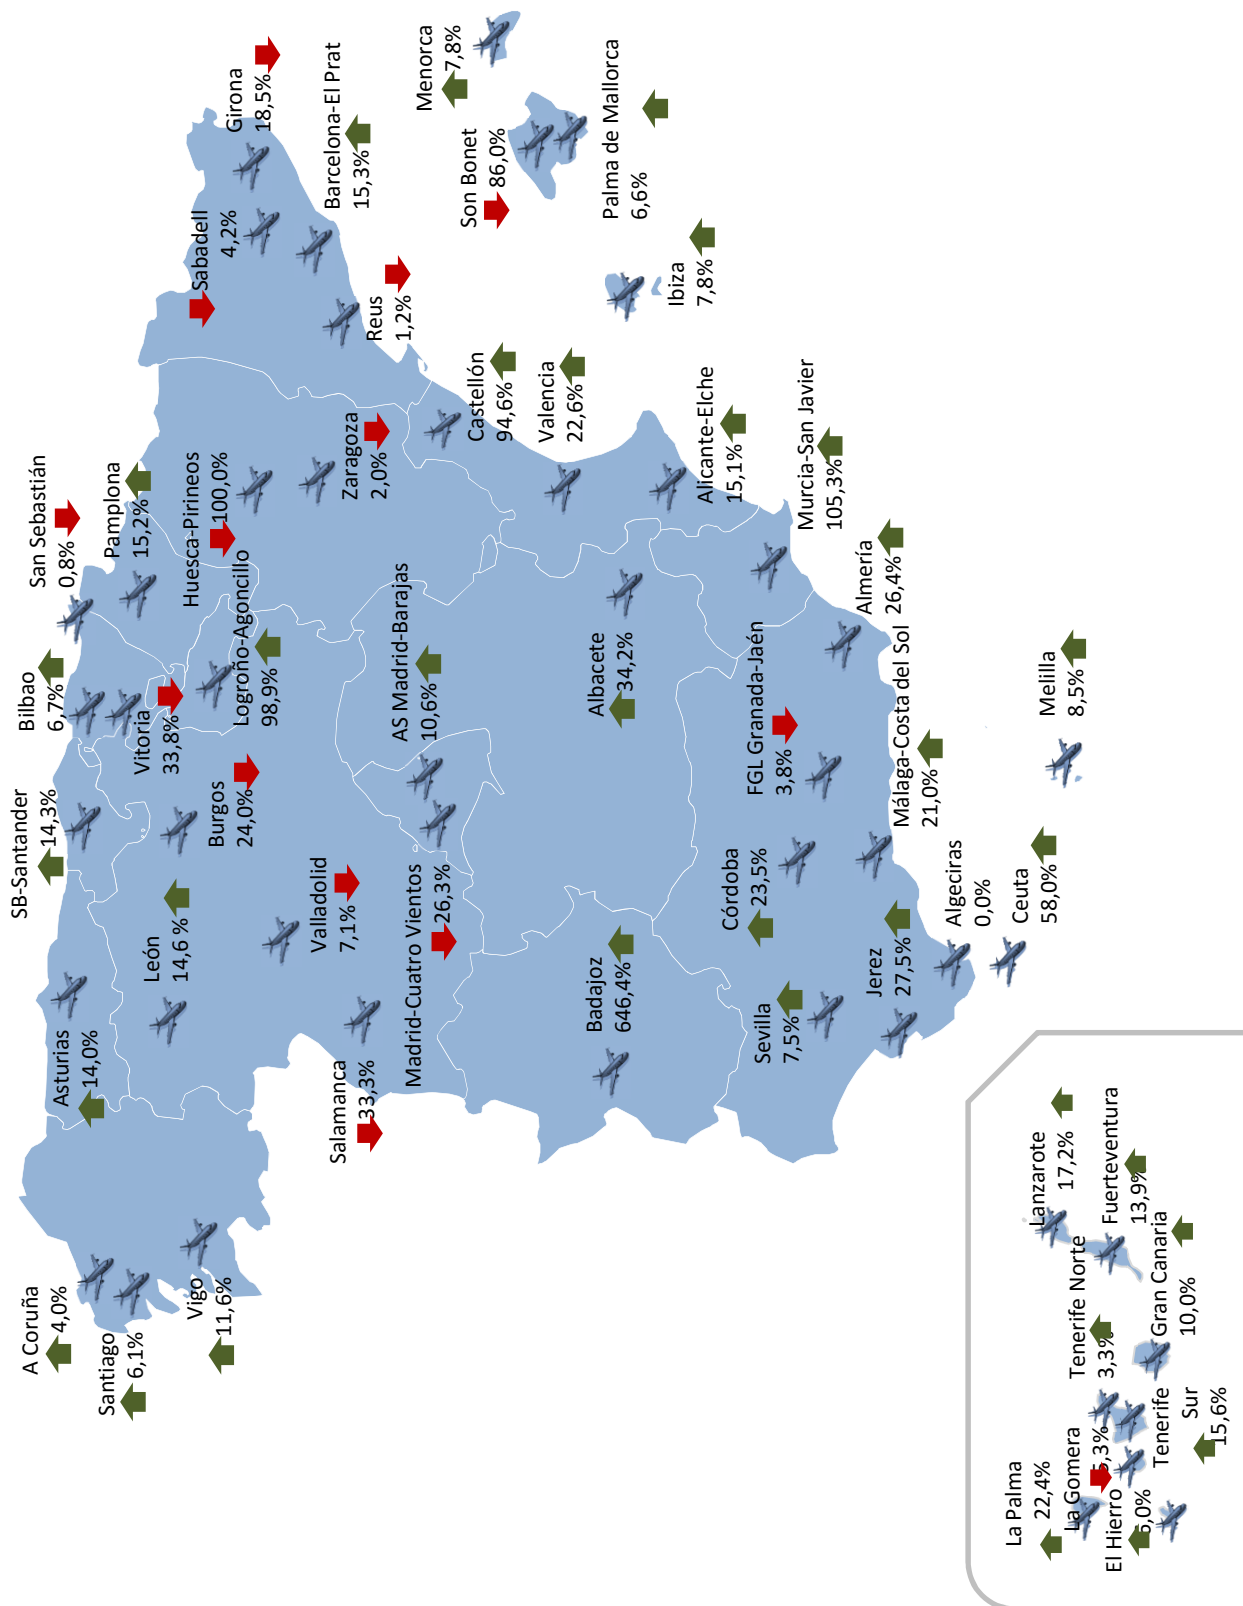 A Coruña
4,0%
Santiago
6,1%
Vigo
11,6%
Asturias
14,0%
SB-Santander
14,3%
Bilbao
6,7%
San Sebastián
0,8%
Pamplona
15,2%
Vitoria
33,8%
Huesca-Pirineos
100,0%
Logroño-Agoncillo
98,9%
León
14,6 %
Burgos
24,0%
Valladolid
7,1%
Zaragoza
2,0%
Sabadell
4,2%
Girona
18,5%
Barcelona-El Prat
15,3%
Reus
1,2%
Salamanca
33,3%
Madrid-Cuatro Vientos
26,3%
AS Madrid-Barajas
10,6%
Castellón
94,6%
Valencia
22,6%
Menorca
7,8%
Son Bonet
86,0%
Palma de Mallorca
6,6%
Ibiza
7,8%
Badajoz
646,4%
Albacete
34,2%
Alicante-Elche
15,1%
Murcia-San Javier
105,3%
Córdoba
23,5%
Sevilla
7,5%
FGL Granada-Jaén
3,8%
Almería
26,4%
Jerez
27,5%
Málaga-Costa del Sol
21,0%
Algeciras
0,0%
Ceuta
58,0%
Melilla
8,5%
La Palma
22,4%
La Gomera
,3%
El Hierro
,0%
Tenerife Norte
3,3%
Tenerife
Sur
15,6%
Gran Canaria
10,0%
Fuerteventura
13,9%
Lanzarote
17,2%